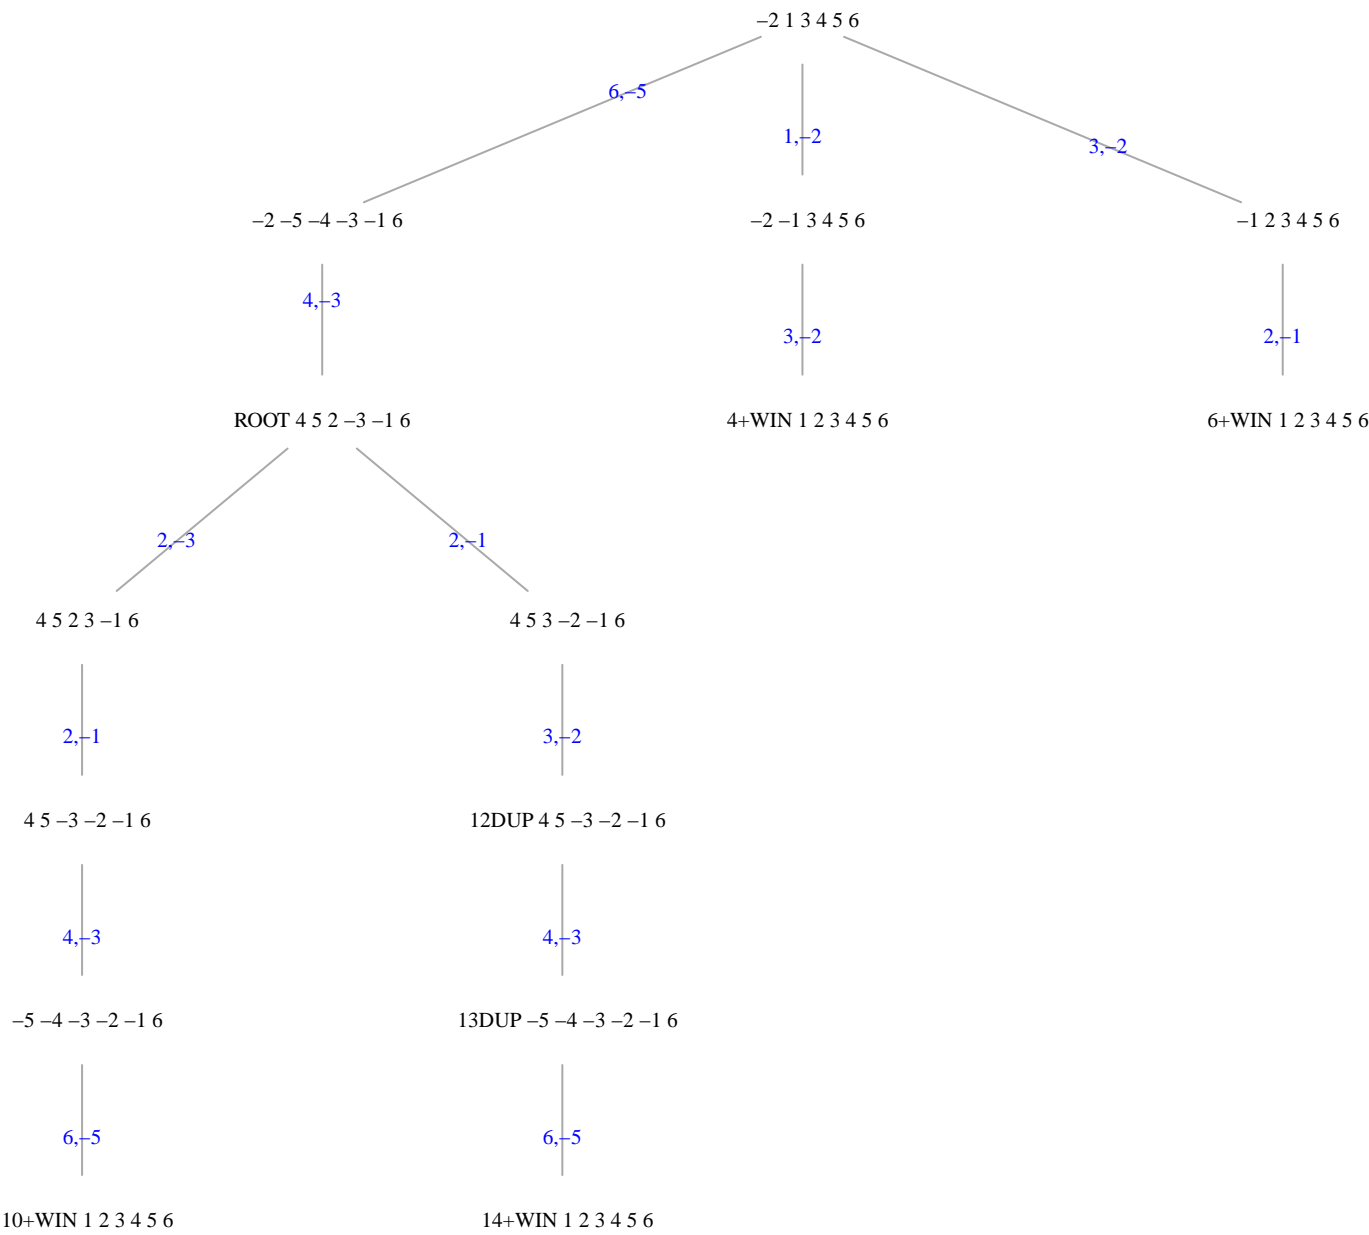 –2 1 3 4 5 6
6,–5
1,–2
3,–2
–2 –5 –4 –3 –1 6
–2 –1 3 4 5 6
–1 2 3 4 5 6
4,–3
3,–2
2,–1
ROOT 4 5 2 –3 –1 6
4+WIN 1 2 3 4 5 6
6+WIN 1 2 3 4 5 6
2,–3
2,–1
4 5 2 3 –1 6
4 5 3 –2 –1 6
2,–1
3,–2
4 5 –3 –2 –1 6
12DUP 4 5 –3 –2 –1 6
4,–3
4,–3
–5 –4 –3 –2 –1 6
13DUP –5 –4 –3 –2 –1 6
6,–5
6,–5
10+WIN 1 2 3 4 5 6
14+WIN 1 2 3 4 5 6